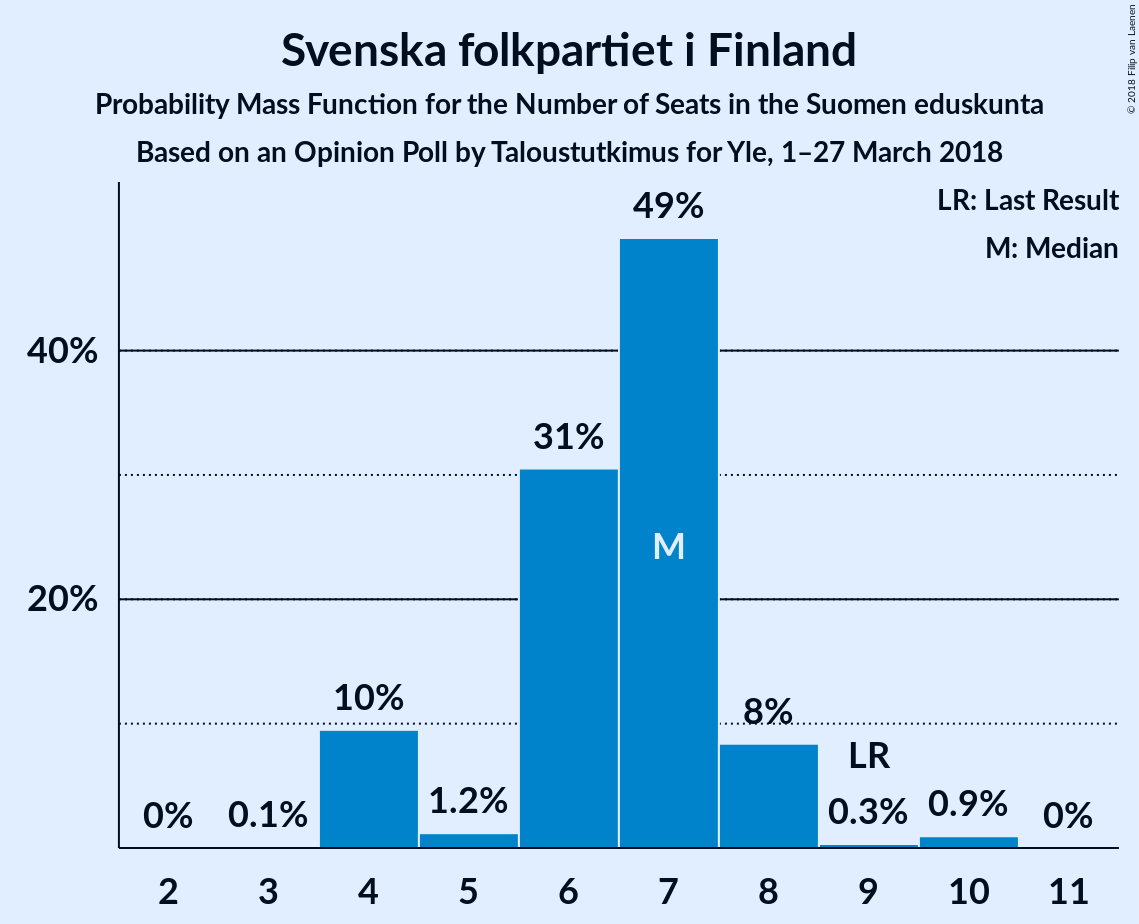 Svenska folkpartiet i Finland
Probability Mass Function for the Number of Seats in the Suomen eduskunta
Based on an Opinion Poll by Taloustutkimus for Yle, 1–27 March 2018
© 2018 Filip van Laenen
LR: Last Result
M: Median
49%
40%
31%
M
20%
10%
8%
LR
0%
0.1%
1.2%
0.3%
0.9%
0%
2 3 4 5 6 7 8 9 10 11